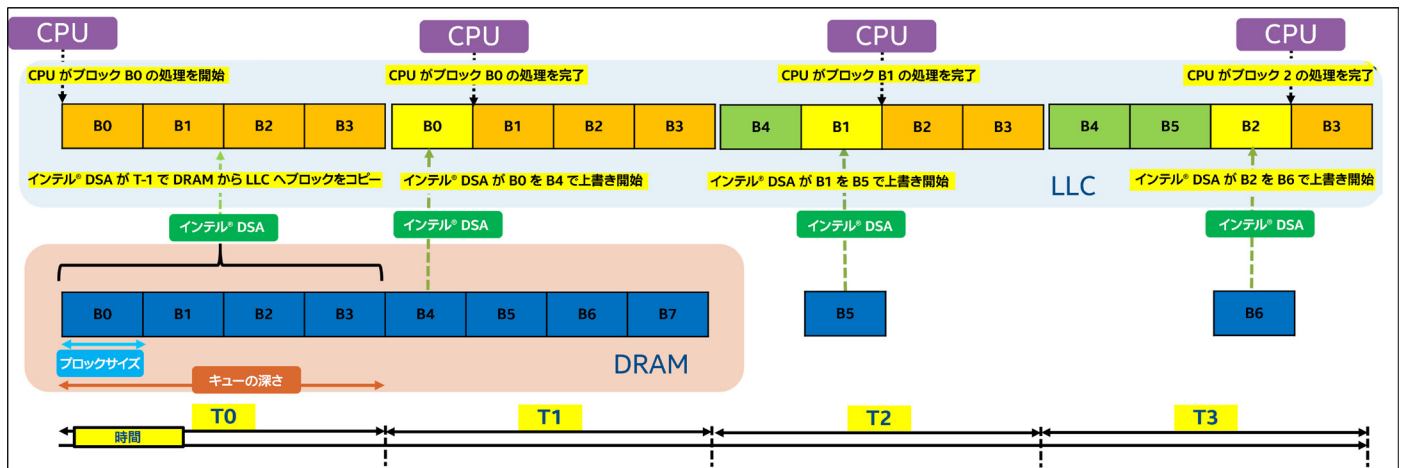 CPU
CPU
CPU
CPU
CPU がブロック B0 の処理を開始
CPU がブロック B0 の処理を完了
CPU がブロック B1 の処理を完了
CPU がブロック 2 の処理を完了
B0 B1 B2 B3
B0 B1 B2 B3
B4 B1 B2 B3
B4 B5 B2 B3
インテル® DSA が T-1 で DRAM から LLC へブロックをコピー
インテル® DSA が B0 を B4 で上書き開始
インテル® DSA が B1 を B5 で上書き開始
インテル® DSA が B2 を B6 で上書き開始
LLC
インテル® DSA
インテル® DSA
インテル® DSA
インテル® DSA
B0 B1 B2 B3 B4 B5 B6 B7
B5
B6
ブロックサイズ
DRAM
キューの深さ
T0
T1
T2
T3
時間